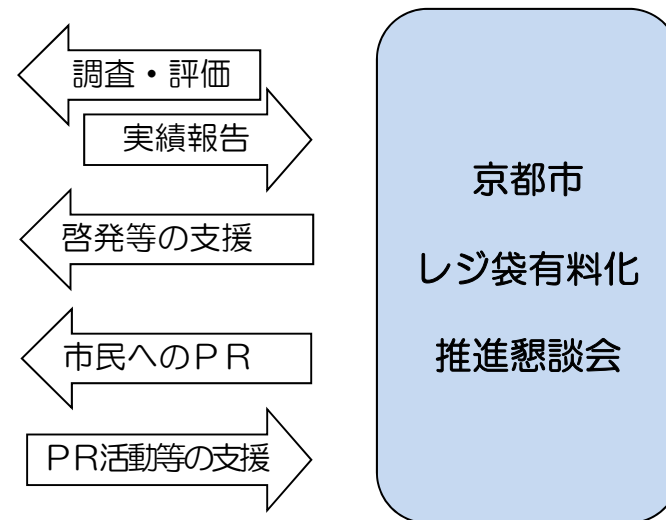 調査・評価
実績報告
啓発等の支援
市民へのＰＲ
ＰＲ活動等の支援
京都市
レジ袋有料化
推進懇談会